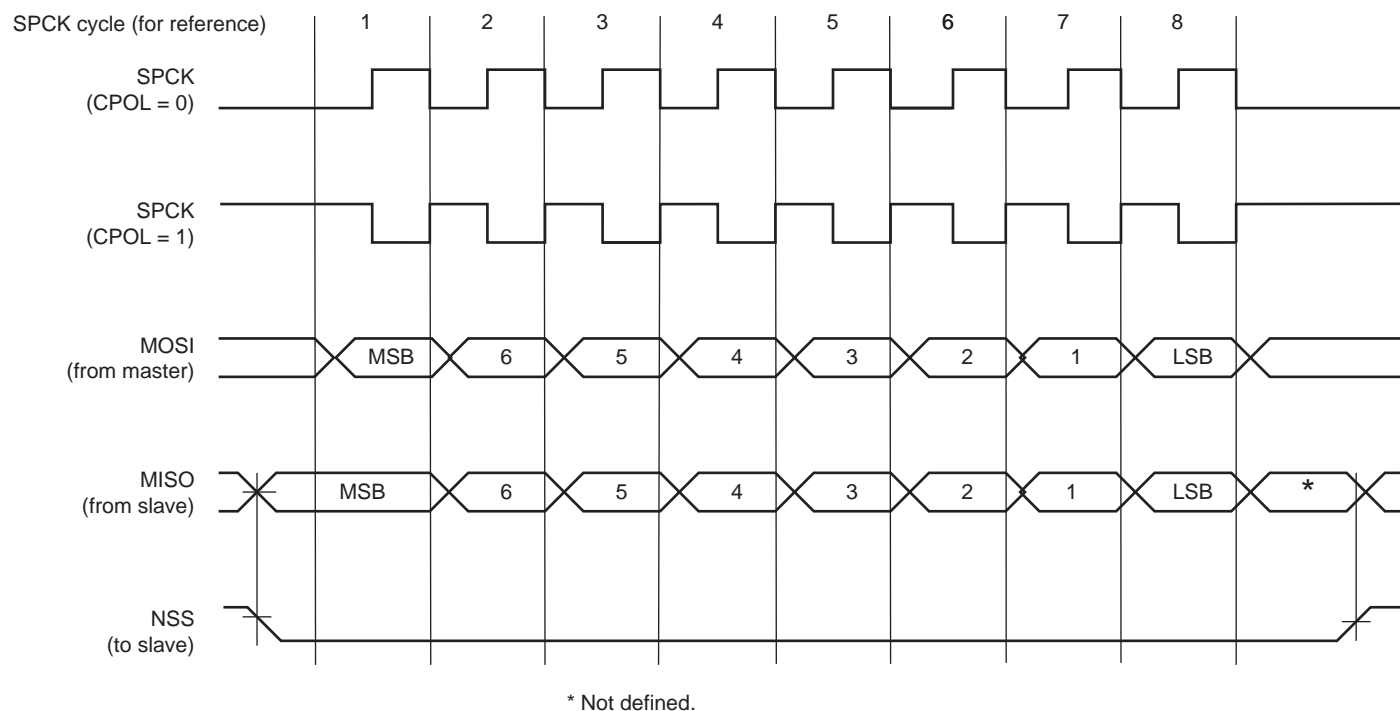 SPCK cycle (for reference) 1 2 3 4 5 6 7 8
SPCK
(CPOL = 0)
SPCK
(CPOL = 1)
MOSI
(from master)
MSB 6 5 4 3 2 1 LSB
MISO
(from slave)
MSB 6 5 4 3 2 1 LSB *
NSS
(to slave)
* Not defined.